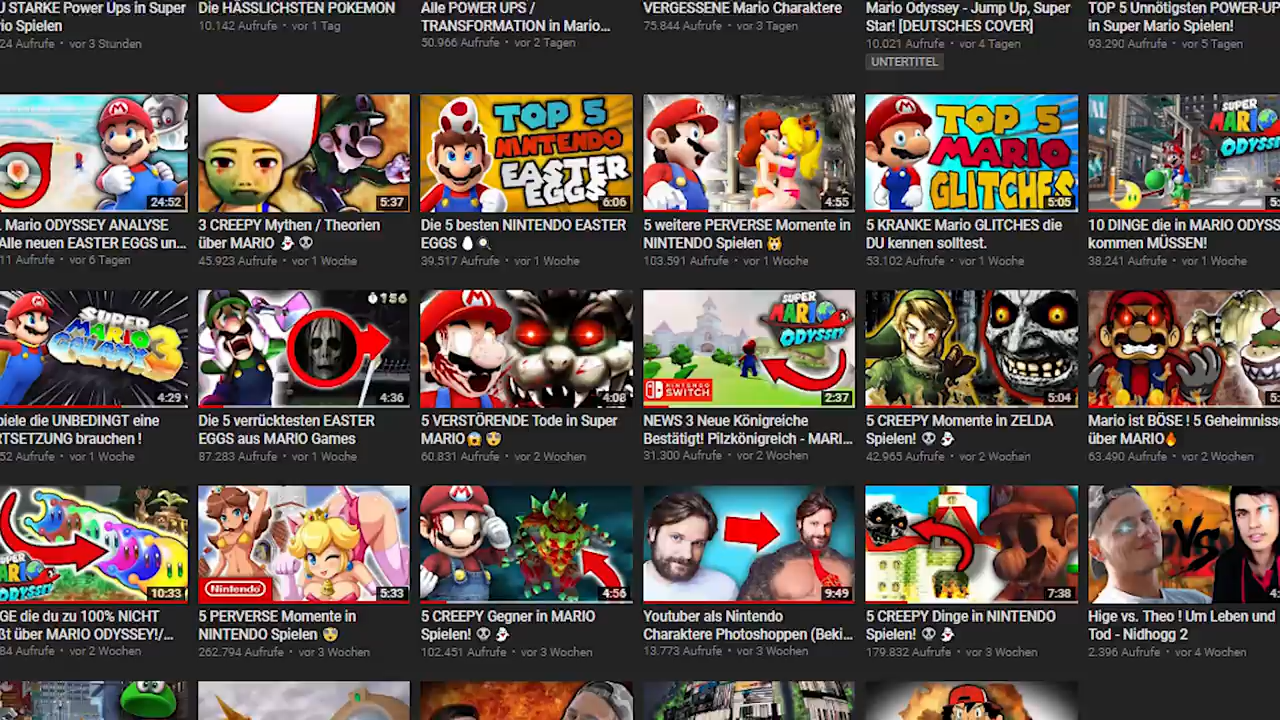 U STARKE Power Ups in Super
rio Spielen
24 Aufrufe • vor 3 Stunden
Die HÄSSLICHSTEN POKEMON
10.142 Aufrufe • vor 1 Tag
Alle POWER UPS /
TRANSFORMATION in Mario...
50.966 Aufrufe • vor 2 Tagen
VERGESSENE Mario Charaktere
75.844 Aufrufe • vor 3 Tagen
Mario Odyssey - Jump Up, Super
Star! [DEUTSCHES COVER]
10.021 Aufrufe • vor 4 Tagen
UNTERTITEL
TOP 5 Unnötigsten POWER-UP
in Super Mario Spielen!
93.290 Aufrufe • vor 5 Tagen
24:52
Mario ODYSSEY ANALYSE
Alle neuen EASTER EGGS un...
11 Aufrufe • vor 6 Tagen
5:37
3 CREEPY Mythen / Theorien
über MARIO 👻 💀
45.923 Aufrufe • vor 1 Woche
TOP 5
NINTENDO
EASTER
EGGS
6:06
Die 5 besten NINTENDO EASTER
EGGS 🥚 🔍
39.517 Aufrufe • vor 1 Woche
4:55
5 weitere PERVERSE Momente in
NINTENDO Spielen 🙀
103.591 Aufrufe • vor 1 Woche
TOP 5
MARIO
GLITCHES
5:05
5 KRANKE Mario GLITCHES die
DU kennen solltest.
53.102 Aufrufe • vor 1 Woche
SUPER
MARIO
ODYSSE
5:
10 DINGE die in MARIO ODYSS
kommen MÜSSEN!
38.241 Aufrufe • vor 1 Woche
SUPER
MARIO
GALAXY 3
4:29
piele die UNBEDINGT eine
RTSETZUNG brauchen !
52 Aufrufe • vor 1 Woche
156
4:36
Die 5 verrücktesten EASTER
EGGS aus MARIO Games
87.283 Aufrufe • vor 1 Woche
4:08
5 VERSTÖRENDE Tode in Super
MARIO 😱 😨
60.831 Aufrufe • vor 2 Wochen
SUPER
MARIO
ODYSSEY
NINTENDO
SWITCH
2:37
NEWS 3 Neue Königreiche
Bestätigt! Pilzkönigreich - MARI...
31.300 Aufrufe • vor 2 Wochen
5:04
5 CREEPY Momente in ZELDA
Spielen! 💀 👻
42.965 Aufrufe • vor 2 Wochen
5:
Mario ist BÖSE ! 5 Geheimnisse
über MARIO🔥
63.490 Aufrufe • vor 2 Wochen
SUPER
MARIO
ODYSSEY
10:33
GE die du zu 100% NICHT
ßt über MARIO ODYSSEY!/...
84 Aufrufe • vor 2 Wochen
Nintendo
5:33
5 PERVERSE Momente in
NINTENDO Spielen 😨
262.794 Aufrufe • vor 3 Wochen
4:56
5 CREEPY Gegner in MARIO
Spielen! 💀 👻
102.451 Aufrufe • vor 3 Wochen
9:49
Youtuber als Nintendo
Charaktere Photoshoppen (Beki...
13.773 Aufrufe • vor 3 Wochen
7:38
5 CREEPY Dinge in NINTENDO
Spielen! 💀 👻
179.832 Aufrufe • vor 3 Wochen
Vs
4:
Hige vs. Theo ! Um Leben und
Tod - Nidhogg 2
2.396 Aufrufe • vor 4 Wochen